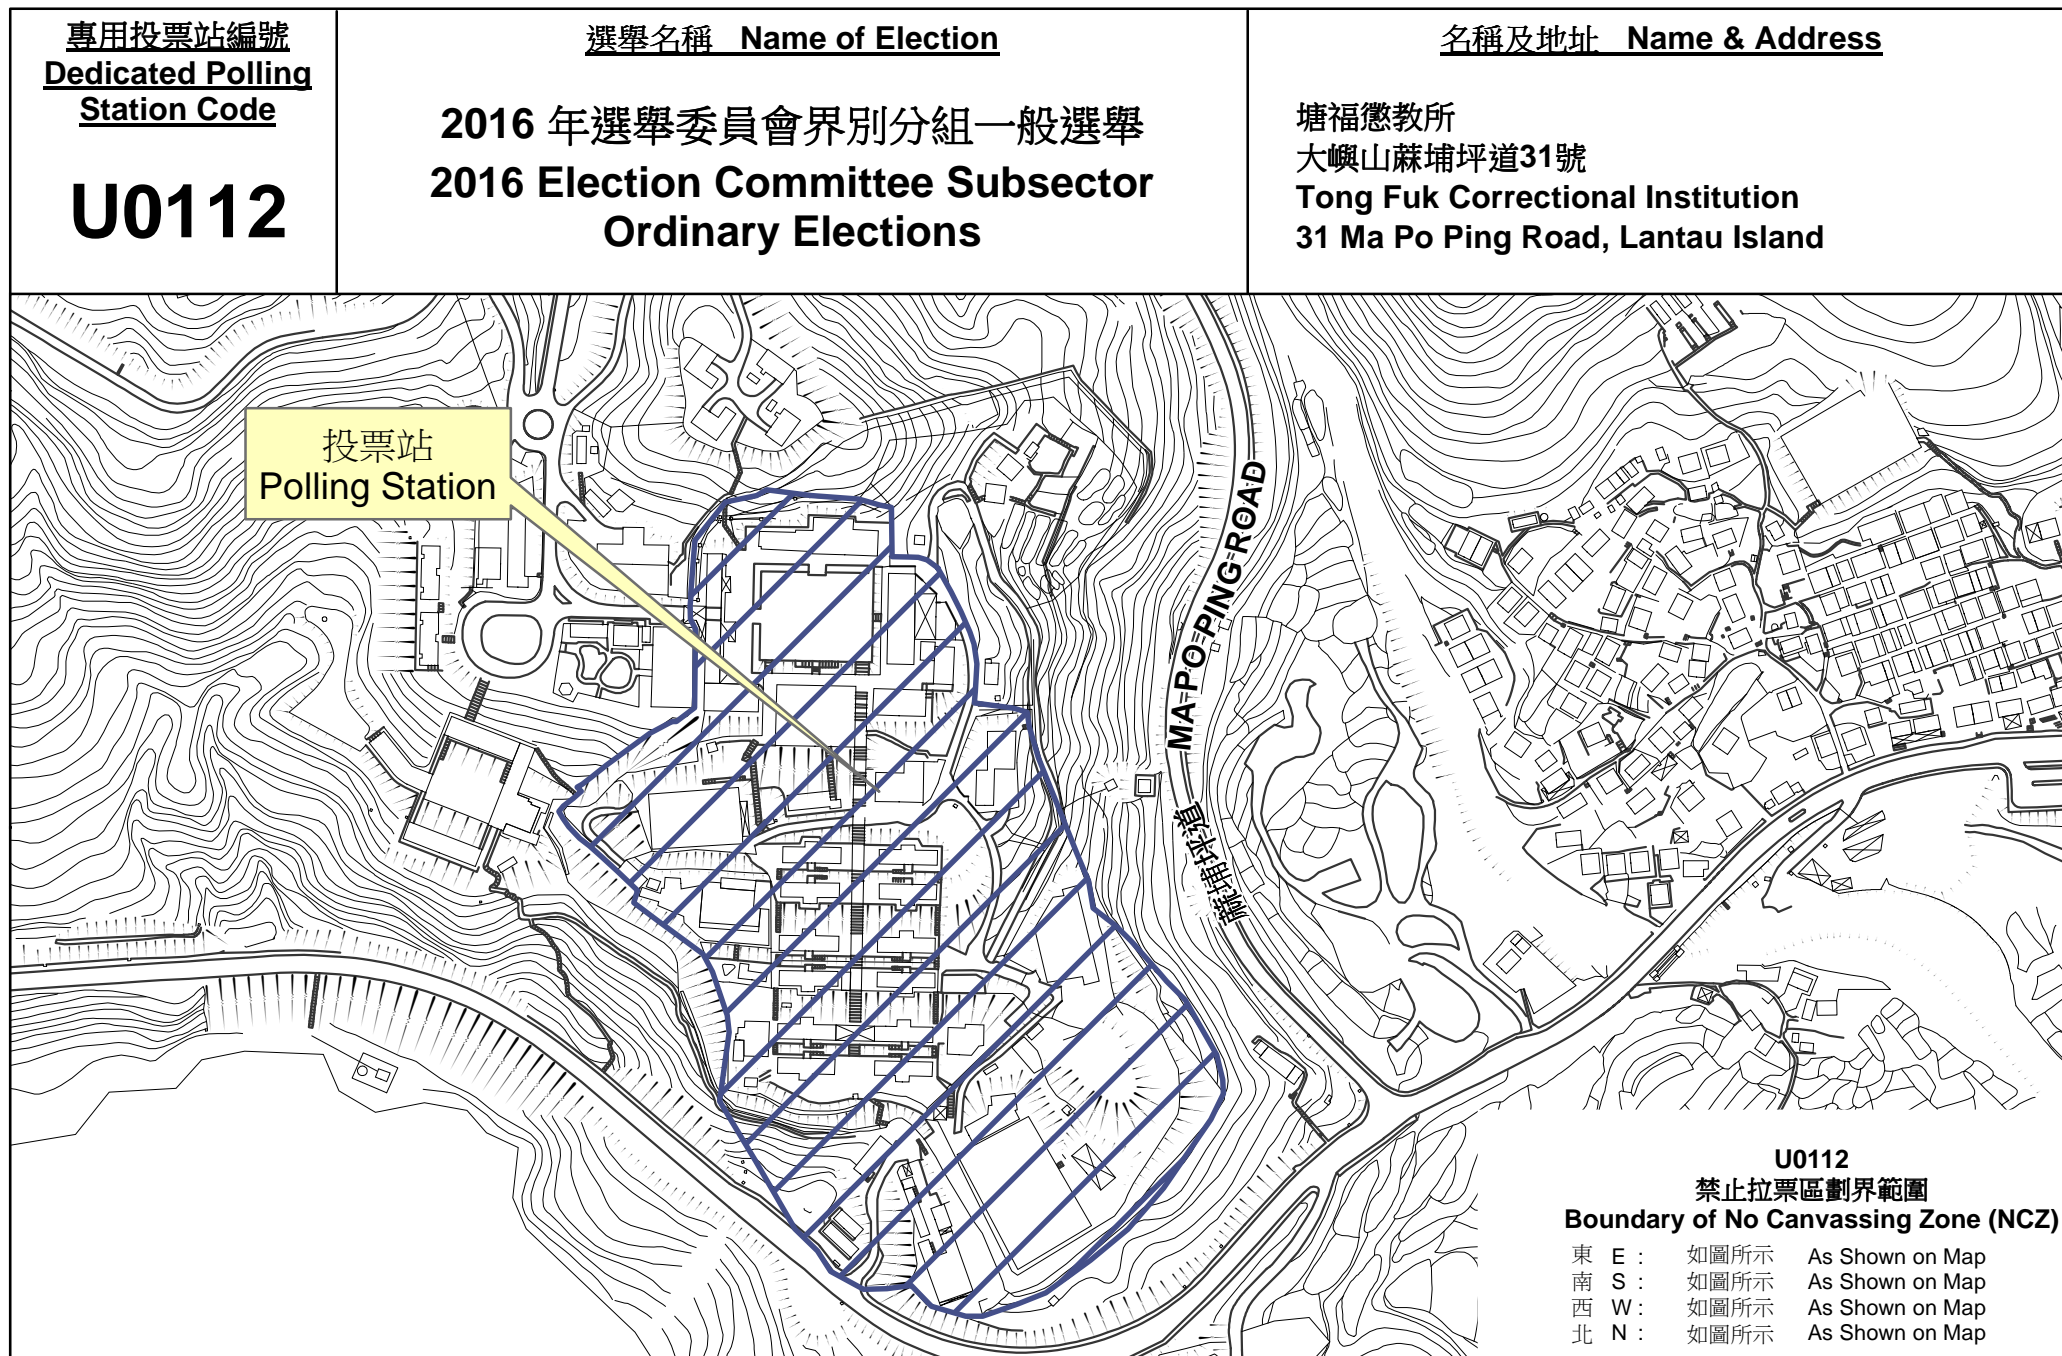 專用投票站編號
Dedicated Polling
Station Code
U0112
選舉名稱 Name of Election
2016 年選舉委員會界別分組一般選舉
2016 Election Committee Subsector
Ordinary Elections
名稱及地址 Name & Address
塘福懲教所
大嶼山蔴埔坪道31號
Tong Fuk Correctional Institution
31 Ma Po Ping Road, Lantau Island
投票站
Polling Station
MA PO PING ROAD
蔴埔坪道
U0112
禁止拉票區劃界範圍
Boundary of No Canvassing Zone (NCZ)
東 E : 如圖所示 As Shown on Map
南 S : 如圖所示 As Shown on Map
西 W : 如圖所示 As Shown on Map
北 N : 如圖所示 As Shown on Map